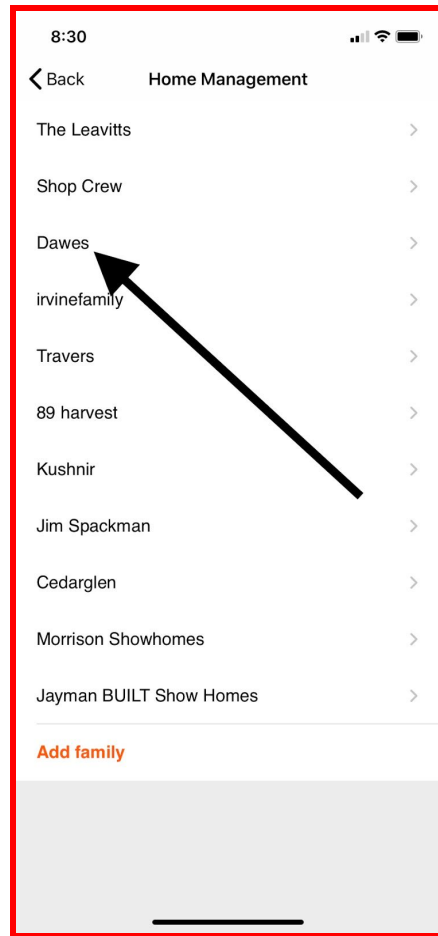 8:30
Back Home Management
The Leavitts
Shop Crew
Dawes
irvinefamily
Travers
89 harvest
Kushnir
Jim Spackman
Cedarglen
Morrison Showhomes
Jayman BUILT Show Homes
Add family